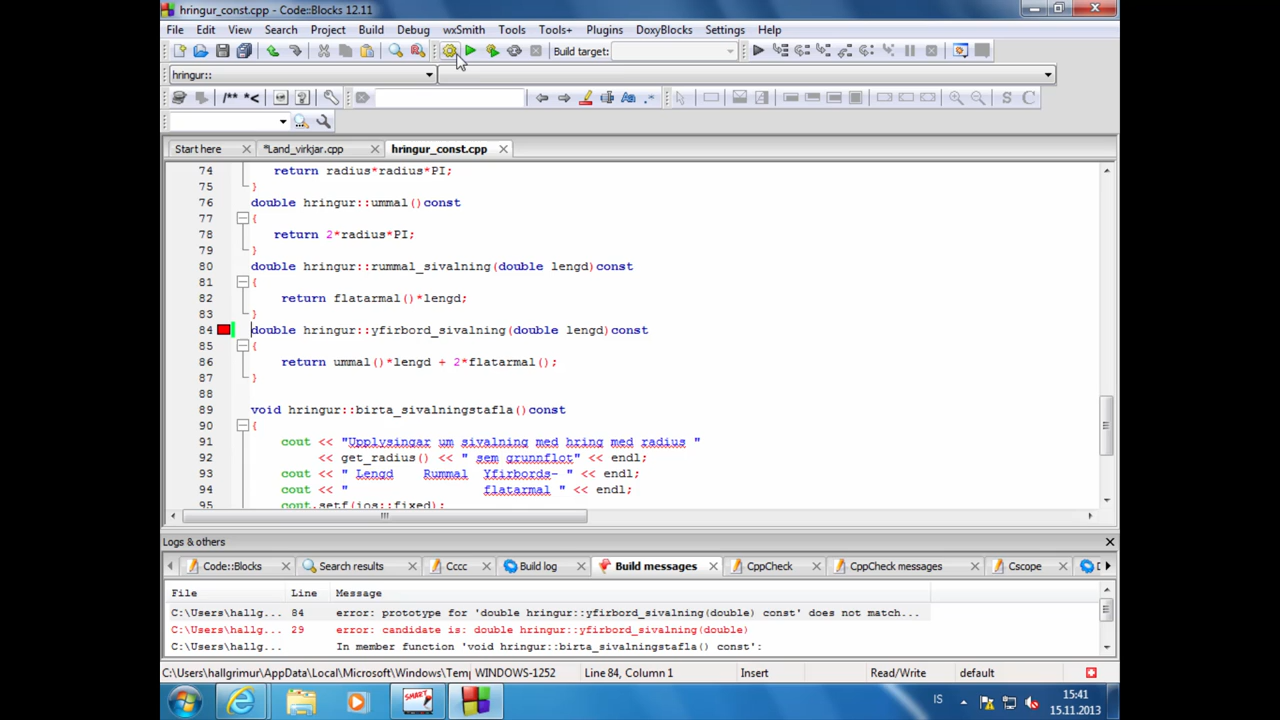 hringur_const.cpp - Code::Blocks 12.11
File Edit View Search Project Build Debug wxSmith Tools Tools+ Plugins DoxyBlocks Settings Help
Build target:
hringur::
/** *<
Aa .* S C
Start here *Land_virkjar.cpp hringur_const.cpp
74 return radius*radius*PI;
75 }
76 double hringur::ummal()const
77 {
78 return 2*radius*PI;
79 }
80 double hringur::rummal_sivalning(double lengd)const
81 {
82 return flatarmal()*lengd;
83 }
84 double hringur::yfirbord_sivalning(double lengd)const
85 {
86 return ummal()*lengd + 2*flatarmal();
87 }
88
89 void hringur::birta_sivalningstafla()const
90 {
91 cout << "Upplysingar um sivalning med hring med radius "
92 << get_radius() << " sem grunnflot" << endl;
93 cout << " Lengd Rummal Yfirbords- " << endl;
94 cout << " flatarmal " << endl;
95 cout.setf(ios::fixed);
Logs & others
Code::Blocks Search results Cccc Build log Build messages CppCheck CppCheck messages Cscope D
File Line Message
C:\Users\hallg... 84 error: prototype for 'double hringur::yfirbord_sivalning(double) const' does not match...
C:\Users\hallg... 29 error: candidate is: double hringur::yfirbord_sivalning(double)
C:\Users\hallg... In member function 'void hringur::birta_sivalningstafla() const':
C:\Users\hallgrimur\AppData\Local\Microsoft\Windows\Temp WINDOWS-1252 Line 84, Column 1 Insert Read/Write default
SMART IS 15:41
15.11.2013